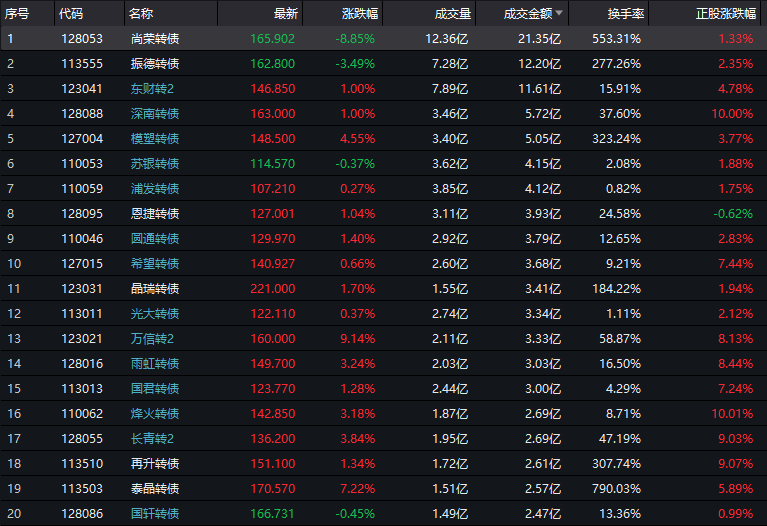 序号 代码 名称 最新 涨跌幅 成交量 成交金额 换手率 正股涨跌幅
1 128053 尚荣转债 165.902 -8.85% 12.36亿 21.35亿 553.31% 1.33%
2 113555 振德转债 162.800 -3.49% 7.28亿 12.20亿 277.26% 2.35%
3 123041 东财转2 146.850 1.00% 7.89亿 11.61亿 15.91% 4.78%
4 128088 深南转债 163.000 1.00% 3.46亿 5.72亿 37.60% 10.00%
5 127004 模塑转债 148.500 4.55% 3.40亿 5.05亿 323.24% 3.77%
6 110053 苏银转债 114.570 -0.37% 3.62亿 4.15亿 2.08% 1.88%
7 110059 浦发转债 107.210 0.27% 3.85亿 4.12亿 0.82% 1.75%
8 128095 恩捷转债 127.001 1.04% 3.11亿 3.93亿 24.58% -0.62%
9 110046 圆通转债 129.970 1.40% 2.92亿 3.79亿 12.65% 2.83%
10 127015 希望转债 140.927 0.66% 2.60亿 3.68亿 9.21% 7.44%
11 123031 晶瑞转债 221.000 1.70% 1.55亿 3.41亿 184.22% 1.94%
12 113011 光大转债 122.110 0.37% 2.74亿 3.34亿 1.11% 2.12%
13 123021 万信转2 160.000 9.14% 2.11亿 3.33亿 58.87% 8.13%
14 128016 雨虹转债 149.700 3.24% 2.03亿 3.03亿 16.50% 8.44%
15 113013 国君转债 123.770 1.28% 2.44亿 3.00亿 4.29% 7.24%
16 110062 烽火转债 142.850 3.18% 1.87亿 2.69亿 8.71% 10.01%
17 128055 长青转2 136.200 3.84% 1.95亿 2.69亿 47.19% 9.03%
18 113510 再升转债 151.100 1.34% 1.72亿 2.61亿 307.74% 9.07%
19 113503 泰晶转债 170.570 7.22% 1.51亿 2.57亿 790.03% 5.89%
20 128086 国轩转债 166.731 -0.45% 1.49亿 2.47亿 13.36% 0.99%